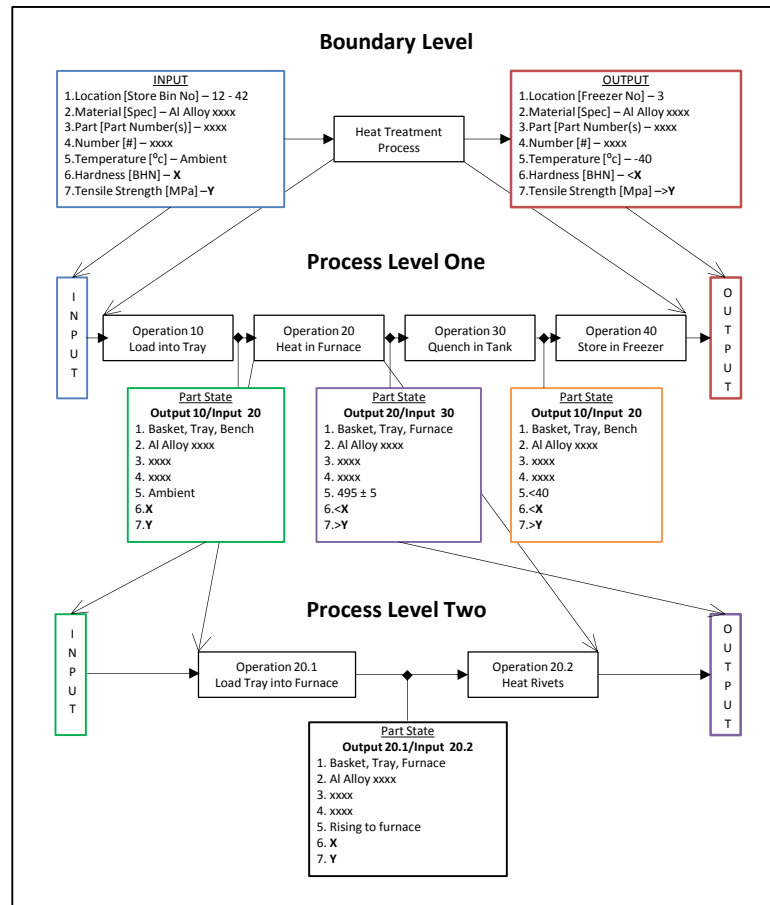 Boundary Level
INPUT
1.Location [Store Bin No] – 12 - 42
2.Material [Spec] – Al Alloy xxxx
3.Part [Part Number(s)] – xxxx
4.Number [#] – xxxx
5.Temperature [°c] – Ambient
6.Hardness [BHN] – X
7.Tensile Strength [MPa] –Y
Heat Treatment
Process
OUTPUT
1.Location [Freezer No] – 3
2.Material [Spec] – Al Alloy xxxx
3.Part [Part Number(s) – xxxx
4.Number [#] – xxxx
5.Temperature [°c] – -40
6.Hardness [BHN] – <X
7.Tensile Strength [Mpa] –>Y
Process Level One
INPUT
Operation 10
Load into Tray
Operation 20
Heat in Furnace
Operation 30
Quench in Tank
Operation 40
Store in Freezer
OUTPUT
Part State
Output 10/Input 20
1. Basket, Tray, Bench
2. Al Alloy xxxx
3. xxxx
4. xxxx
5. Ambient
6.X
7.Y
Part State
Output 20/Input 30
1. Basket, Tray, Furnace
2. Al Alloy xxxx
3. xxxx
4. xxxx
5. 495 ± 5
6.<X
7.>Y
Part State
Output 10/Input 20
1. Basket, Tray, Bench
2. Al Alloy xxxx
3. xxxx
4. xxxx
5.<40
6.<X
7.>Y
Process Level Two
INPUT
Operation 20.1
Load Tray into Furnace
Operation 20.2
Heat Rivets
OUTPUT
Part State
Output 20.1/Input 20.2
1. Basket, Tray, Furnace
2. Al Alloy xxxx
3. xxxx
4. xxxx
5. Rising to furnace
6. X
7. Y